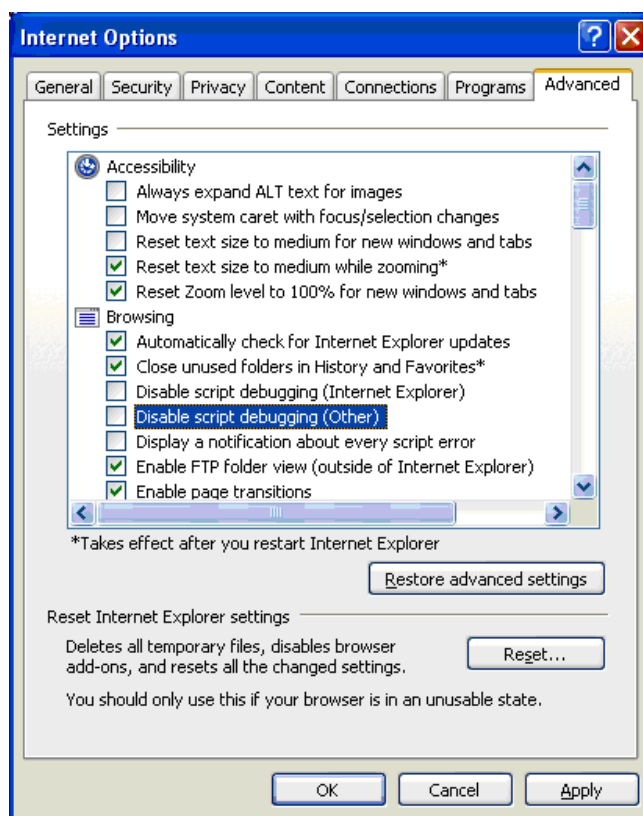 Internet Options
General Security Privacy Content Connections Programs Advanced
Settings
Accessibility
Always expand ALT text for images
Move system caret with focus/selection changes
Reset text size to medium for new windows and tabs
Reset text size to medium while zooming*
Reset Zoom level to 100% for new windows and tabs
Browsing
Automatically check for Internet Explorer updates
Close unused folders in History and Favorites*
Disable script debugging (Internet Explorer)
Disable script debugging (Other)
Display a notification about every script error
Enable FTP folder view (outside of Internet Explorer)
Enable page transitions
*Takes effect after you restart Internet Explorer
Restore advanced settings
Reset Internet Explorer settings
Deletes all temporary files, disables browser
add-ons, and resets all the changed settings.
Reset...
You should only use this if your browser is in an unusable state.
OK Cancel Apply